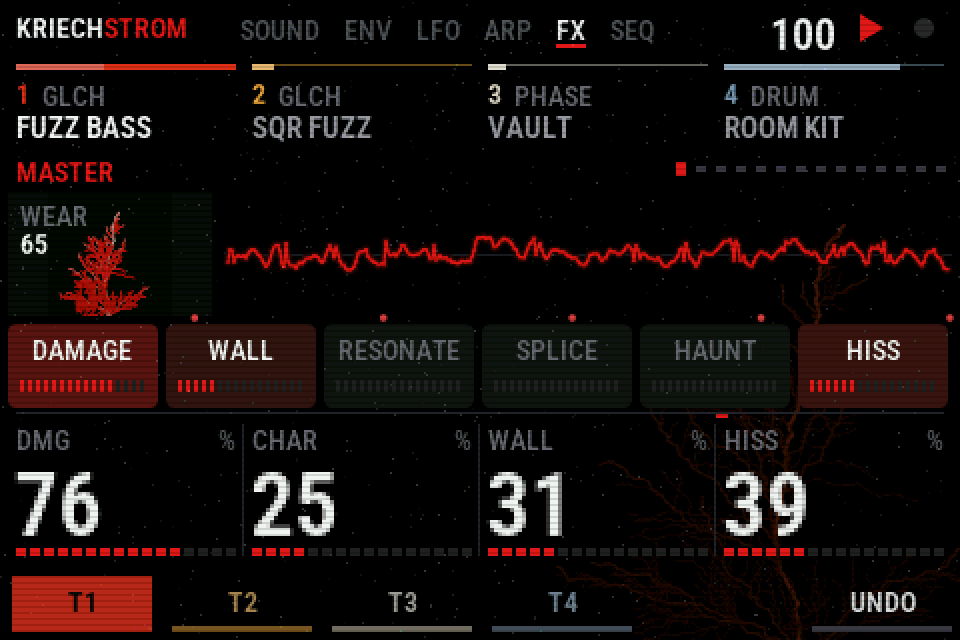 KRIECHSTROM SOUND ENV LFO ARP FX SEQ 100
1 GLCH 2 GLCH 3 PHASE 4 DRUM
FUZZ BASS SQR FUZZ VAULT ROOM KIT
MASTER
WEAR
65
DAMAGE WALL RESONATE SPLICE HAUNT HISS
DMG % CHAR % WALL % HISS %
76 25 31 39
T1 T2 T3 T4 UNDO